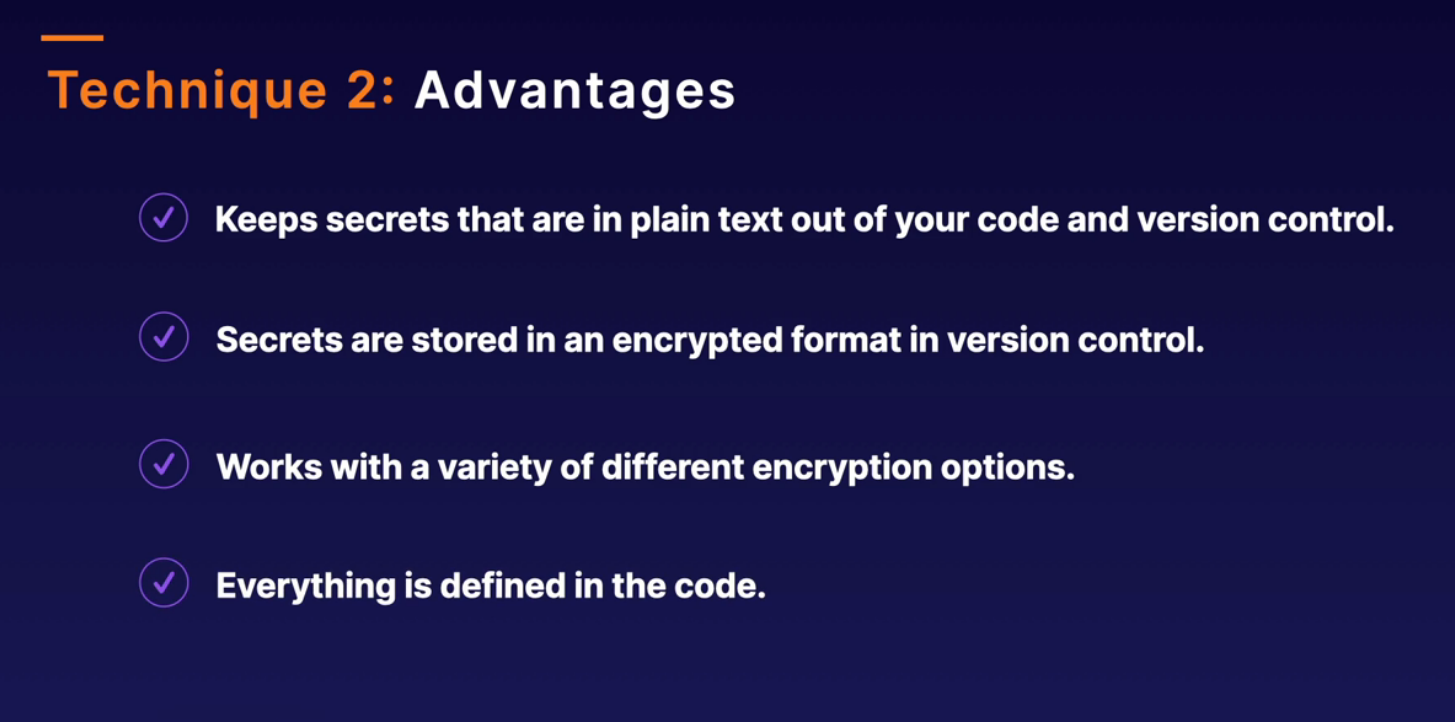 Technique 2: Advantages
Keeps secrets that are in plain text out of your code and version control.
Secrets are stored in an encrypted format in version control.
Works with a variety of different encryption options.
Everything is defined in the code.